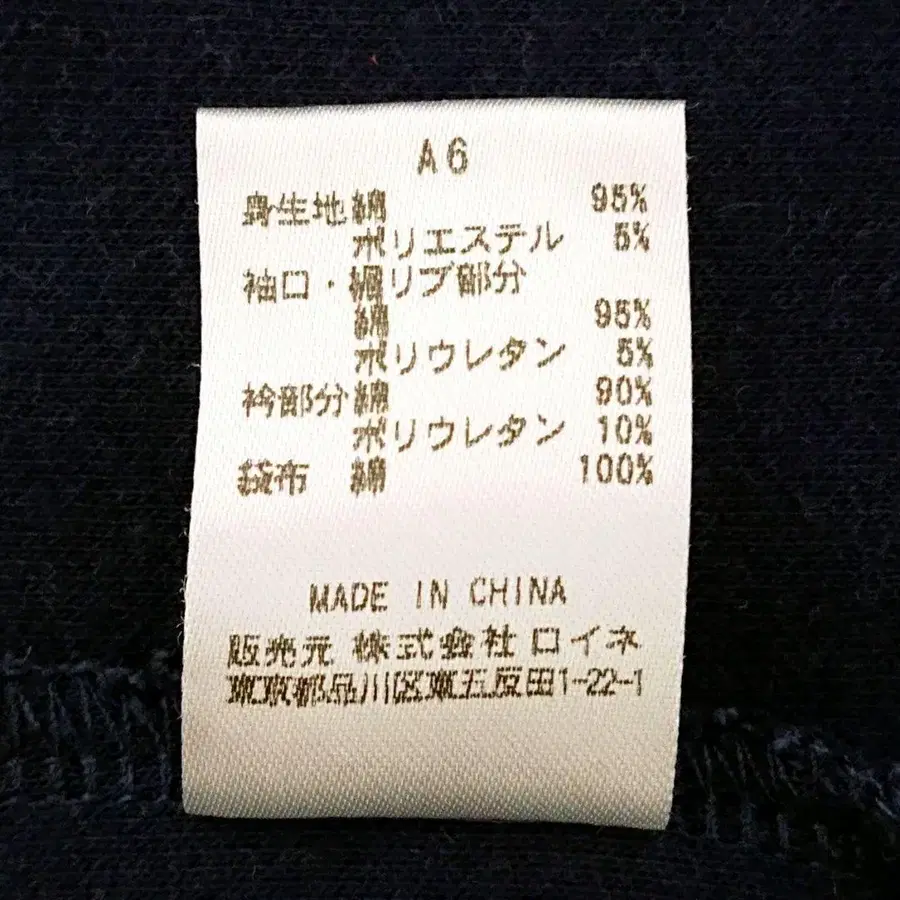 A6
身生地 綿 95%
ポリエステル 5%
袖口・裾リブ部分
綿 95%
ポリウレタン 5%
衿部分 綿 90%
ポリウレタン 10%
袋布 綿 100%
MADE IN CHINA
販売元 株式会社 ロイネ
東京都品川区東五反田1-22-1